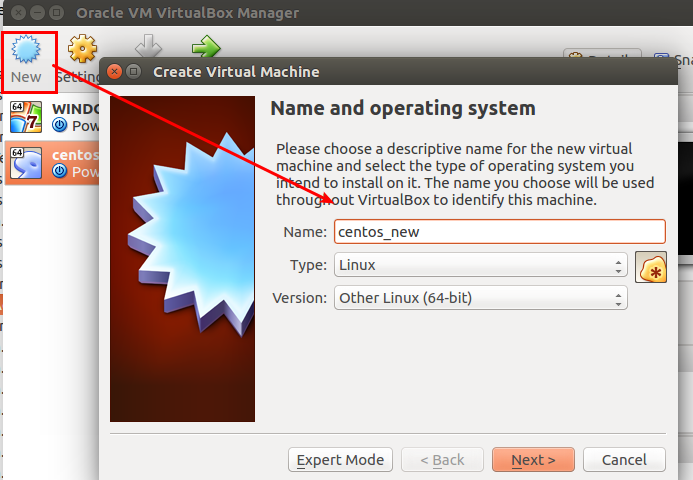 Oracle VM VirtualBox Manager
New
Create Virtual Machine
64
WINDO
Pow
64
centos
Pow
Name and operating system
Please choose a descriptive name for the new virtual
machine and select the type of operating system you
intend to install on it. The name you choose will be used
throughout VirtualBox to identify this machine.
Name: centos_new
Type: Linux
Version: Other Linux (64-bit)
Expert Mode < Back Next > Cancel